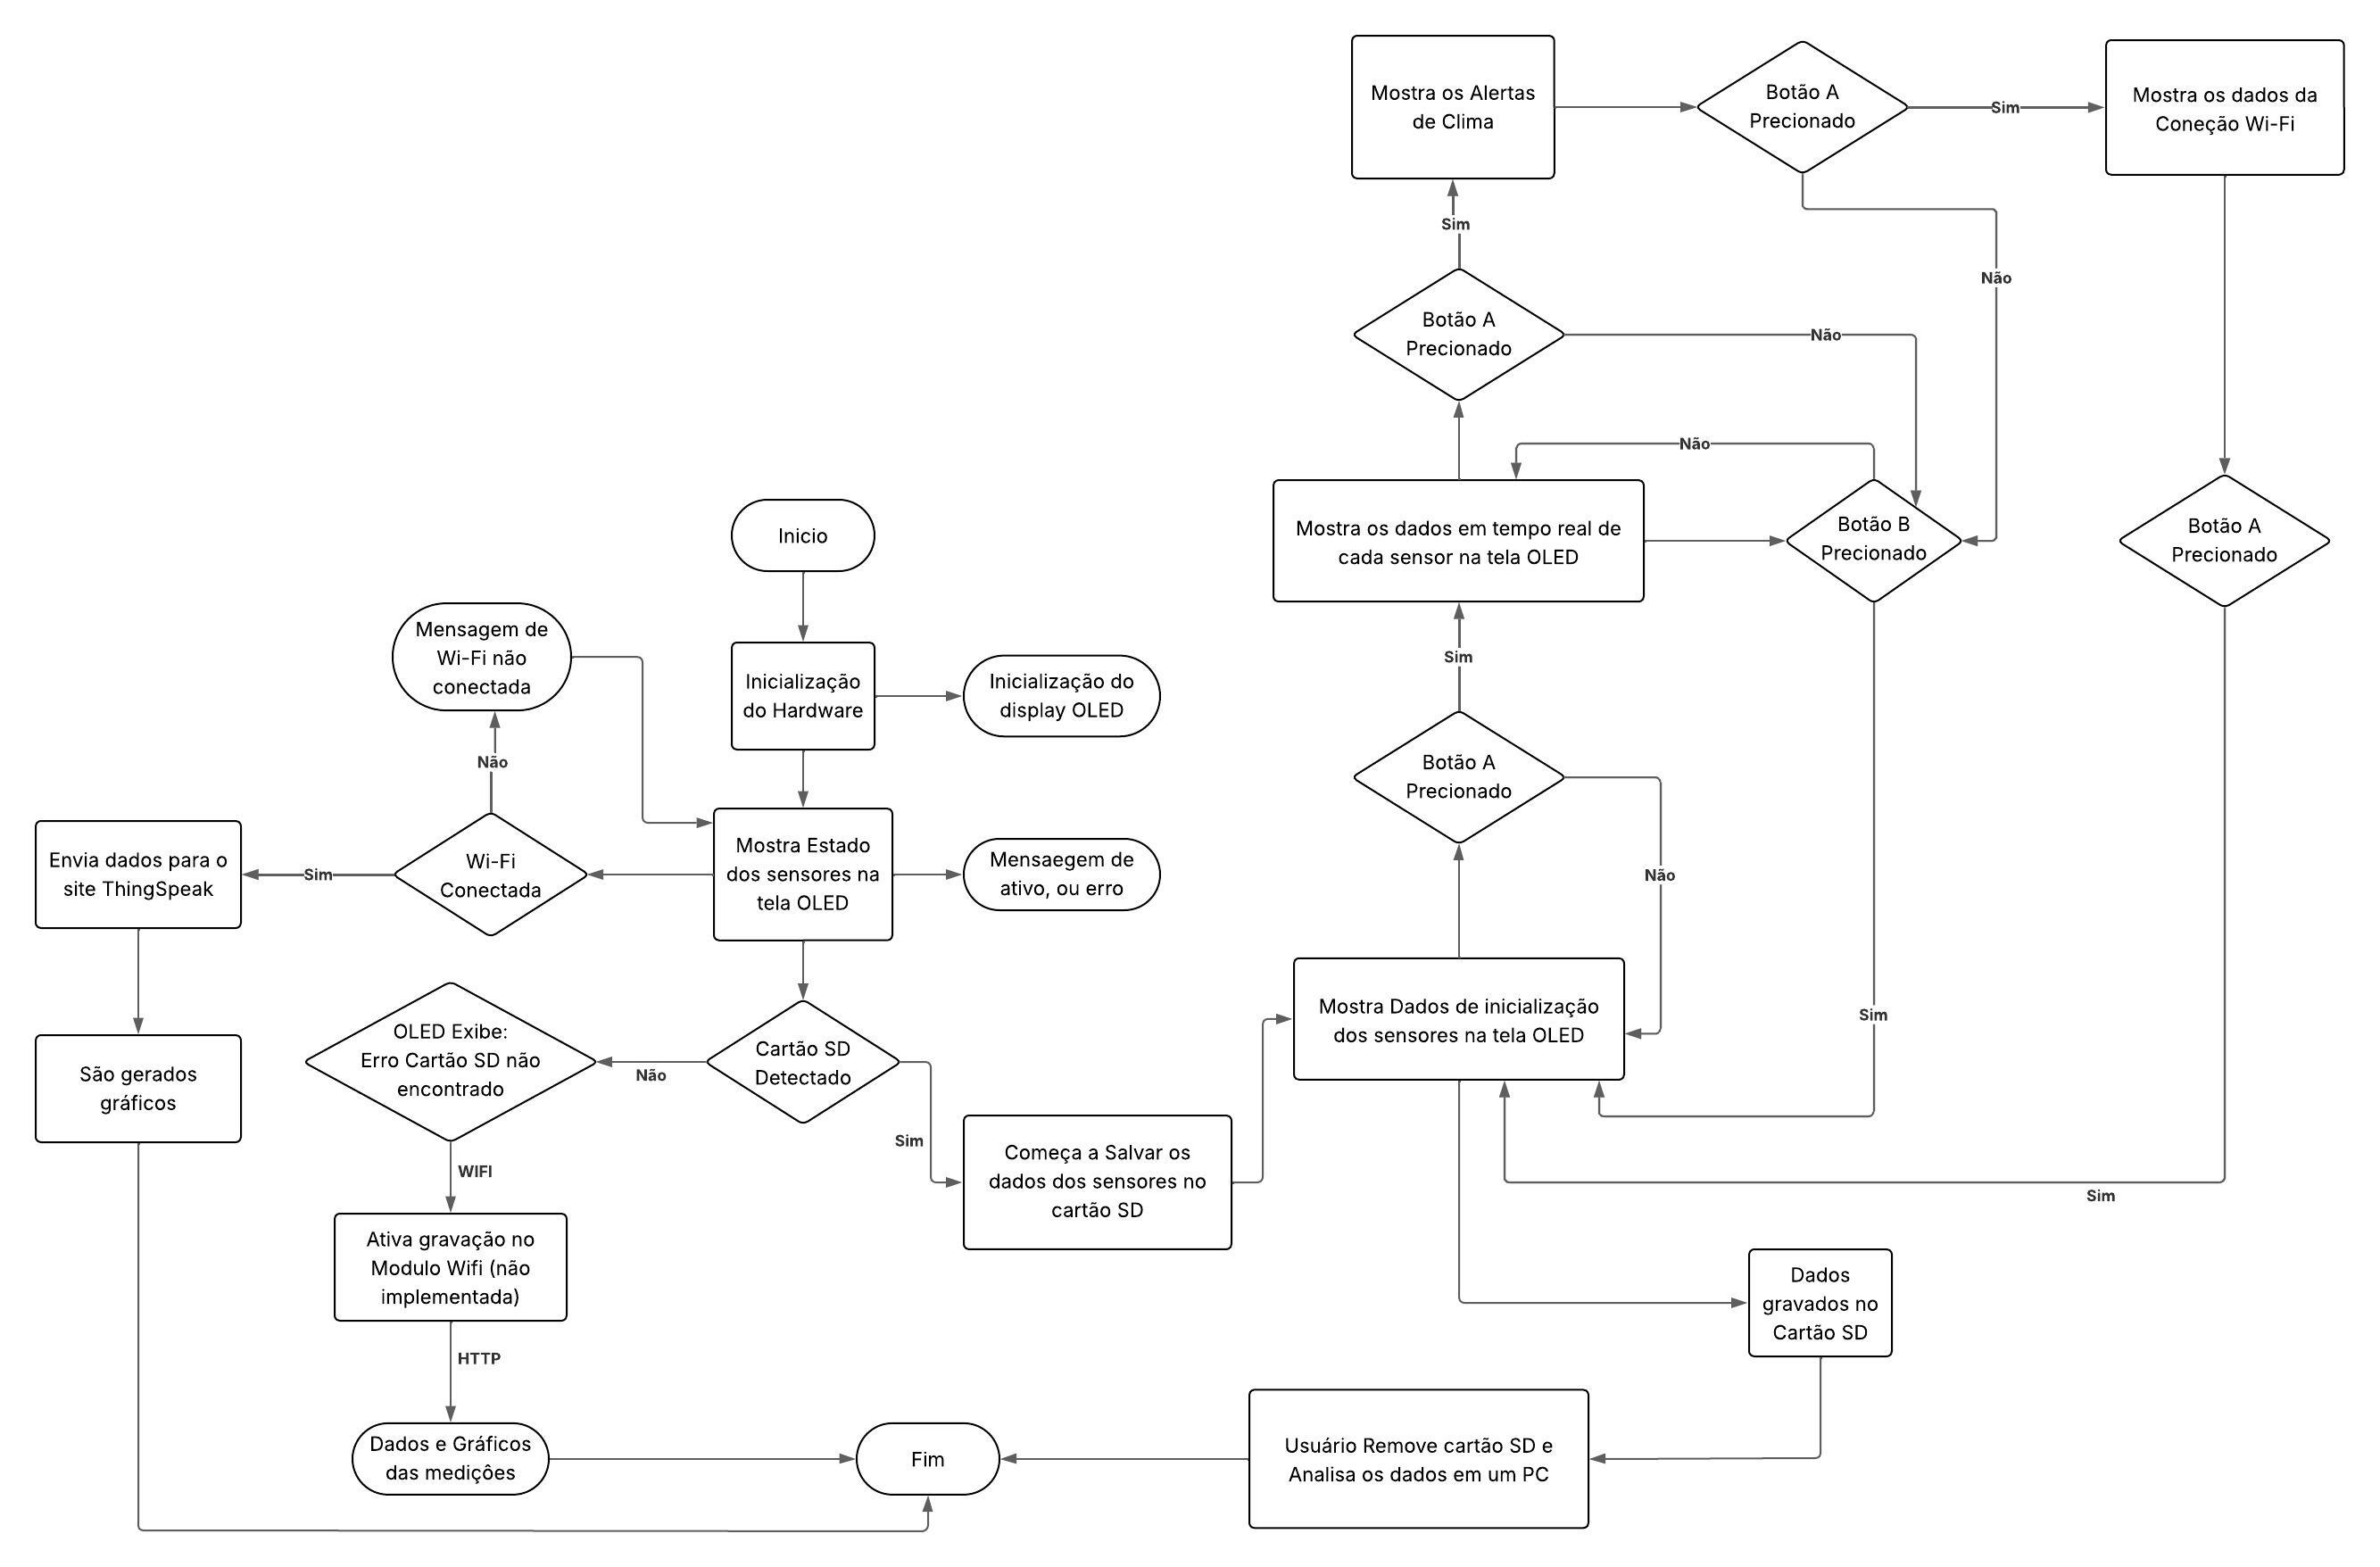 Mostra os Alertas
de Clima
Botão A
Precionado
Sim
Mostra os dados da
Coneção Wi-Fi
Sim
Não
Botão A
Precionado
Não
Não
Inicio
Mostra os dados em tempo real de
cada sensor na tela OLED
Botão B
Precionado
Botão A
Precionado
Mensagem de
Wi-Fi não
conectada
Inicialização
do Hardware
Inicialização do
display OLED
Sim
Não
Botão A
Precionado
Envia dados para o
site ThingSpeak
Sim
Wi-Fi
Conectada
Mostra Estado
dos sensores na
tela OLED
Mensaegem de
ativo, ou erro
Não
São gerados
gráficos
OLED Exibe:
Erro Cartão SD não
encontrado
Não
Cartão SD
Detectado
Mostra Dados de inicialização
dos sensores na tela OLED
Sim
Sim
Começa a Salvar os
dados dos sensores no
cartão SD
Sim
WIFI
Ativa gravação no
Modulo Wifi (não
implementada)
Dados
gravados no
Cartão SD
HTTP
Dados e Gráficos
das medições
Fim
Usuário Remove cartão SD e
Analisa os dados em um PC